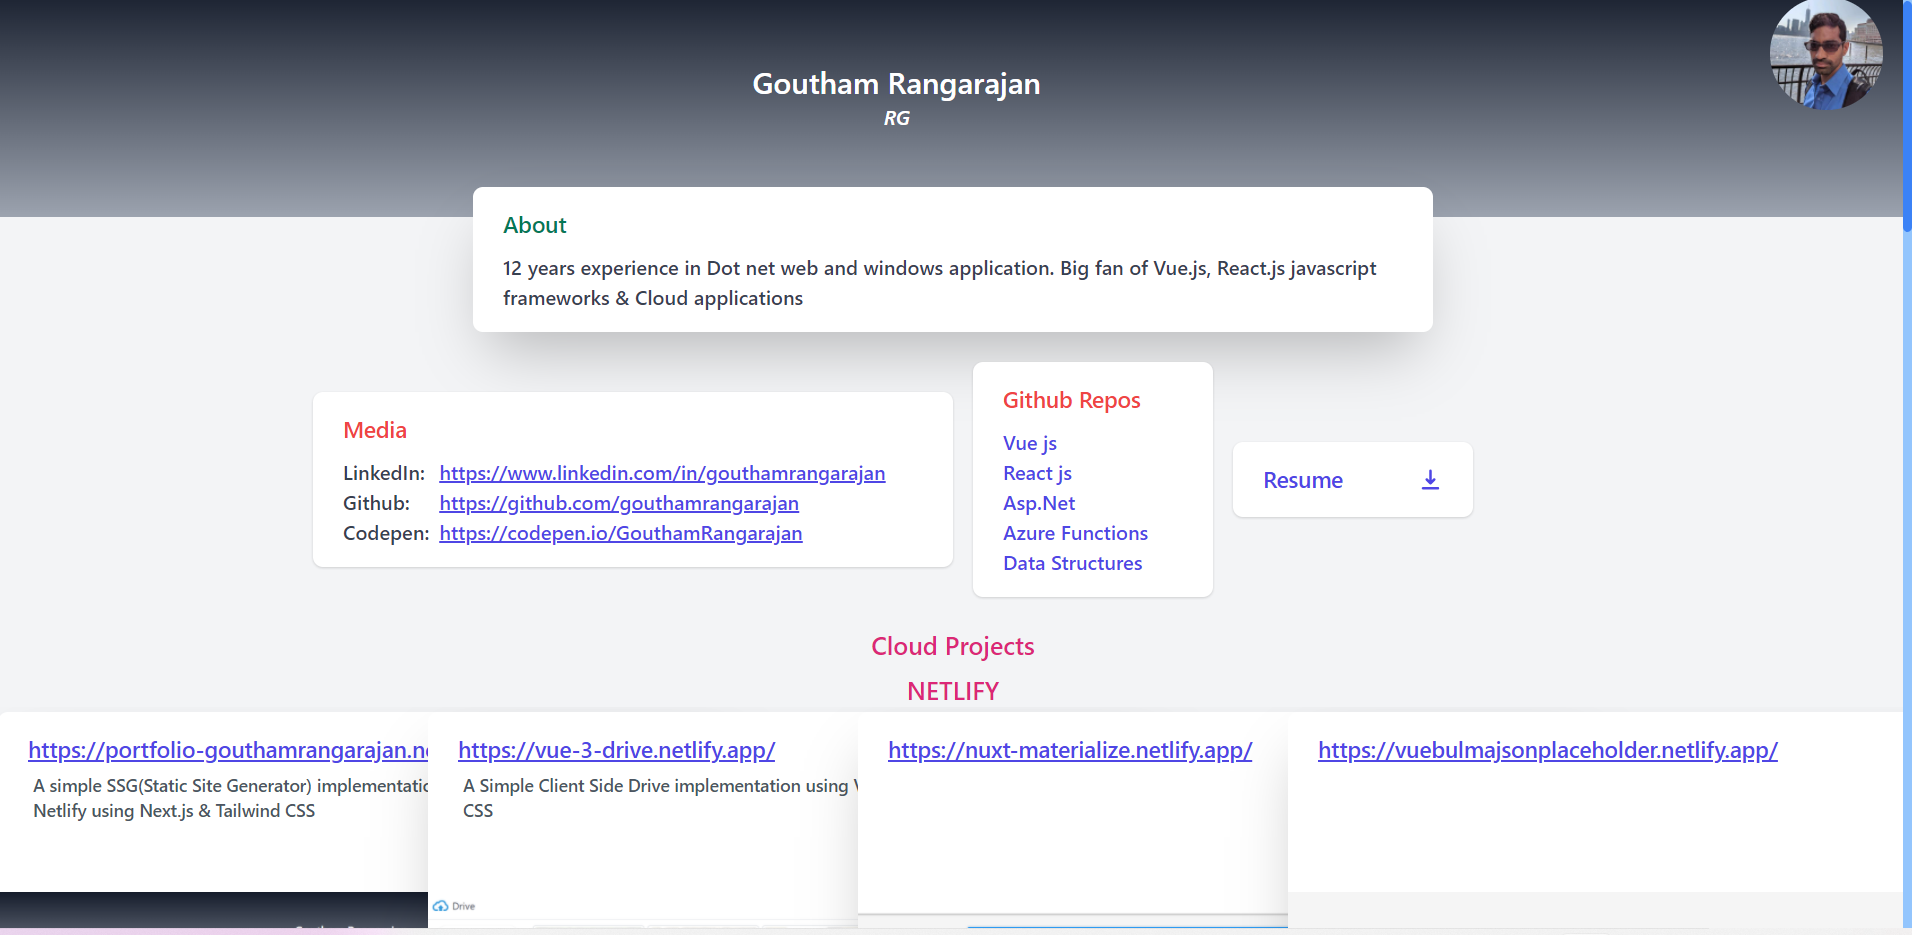 Goutham Rangarajan
RG
About
12 years experience in Dot net web and windows application. Big fan of Vue.js, React.js javascript
frameworks & Cloud applications
Media
LinkedIn: https://www.linkedin.com/in/gouthamrangarajan
Github: https://github.com/gouthamrangarajan
Codepen: https://codepen.io/GouthamRangarajan
Github Repos
Vue js
React js
Asp.Net
Azure Functions
Data Structures
Resume
Cloud Projects
NETLIFY
https://portfolio-gouthamrangarajan.n
A simple SSG(Static Site Generator) implementatio
Netlify using Next.js & Tailwind CSS
https://vue-3-drive.netlify.app/
A Simple Client Side Drive implementation using
CSS
Drive
https://nuxt-materialize.netlify.app/
https://vuebulmajsonplaceholder.netlify.app/